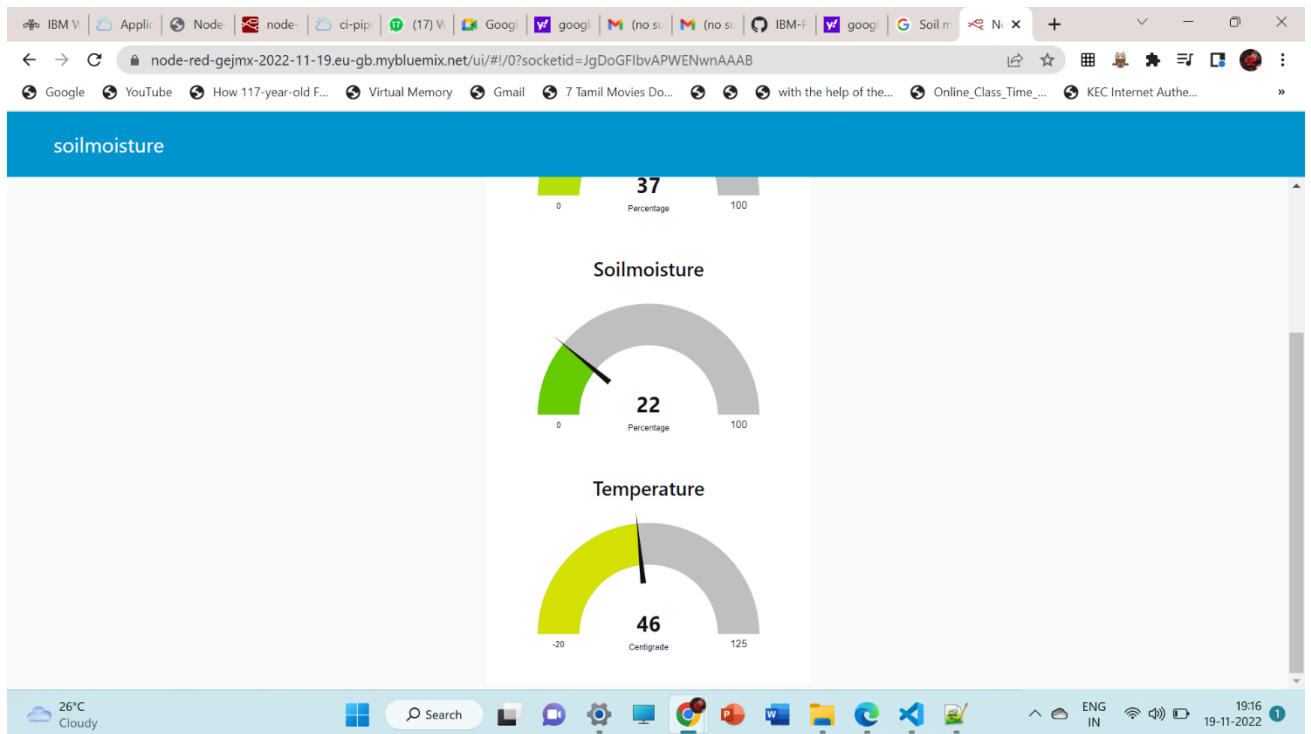 IBM W Applic Node- node- ci-pip (17) W Googl googl (no su (no su IBM-P googl Soil m No
node-red-gejmx-2022-11-19.eu-gb.mybluemix.net/ui/#!/0?socketid=JgDoGFIbvAPWENwnAAAB
Google YouTube How 117-year-old F... Virtual Memory Gmail 7 Tamil Movies Do... with the help of the... Online_Class_Time_... KEC Internet Authe... »
soilmoisture
37
0 Percentage 100
Soilmoisture
22
0 Percentage 100
Temperature
46
-20 Centigrade 125
26°C
Cloudy
Search
ENG
IN
19:16
19-11-2022
1